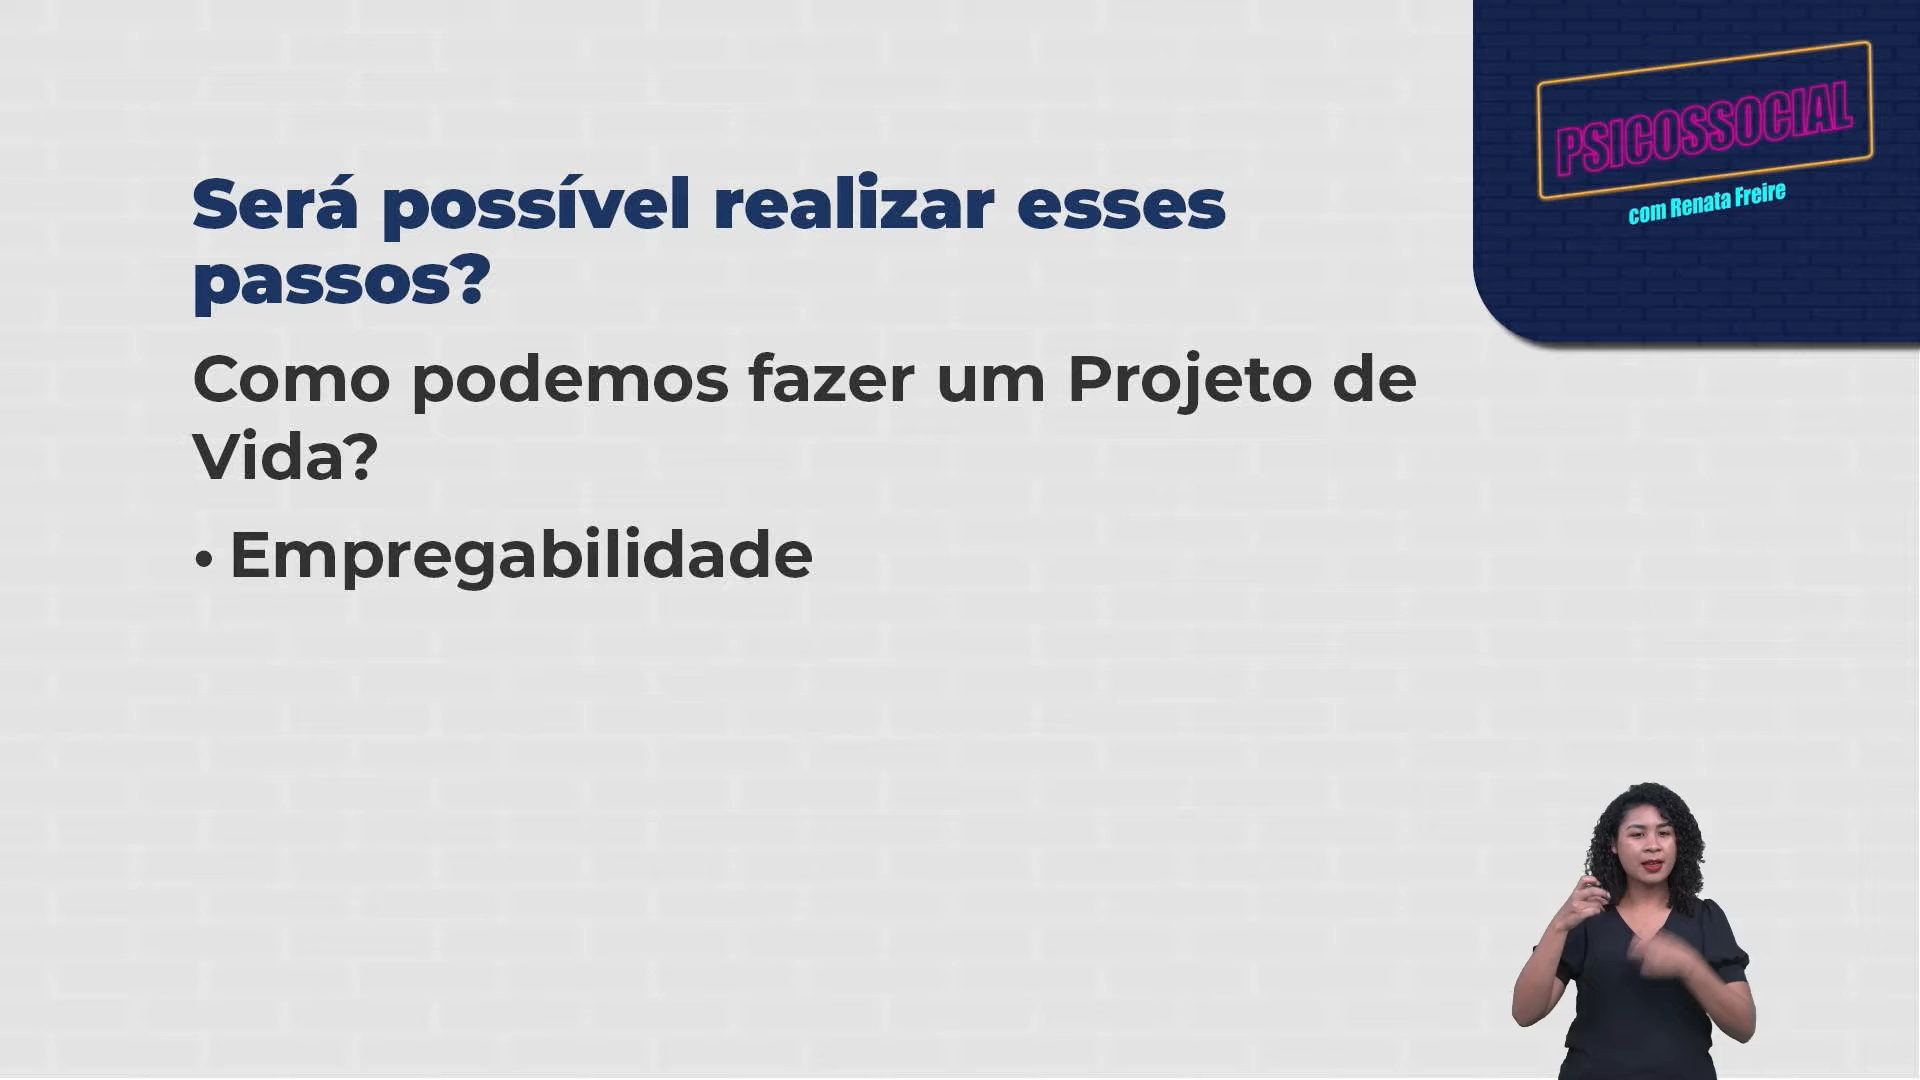 Será possível realizar esses
passos?
Como podemos fazer um Projeto de
Vida?
• Empregabilidade
PSICOSSOCIAL
com Renata Freire